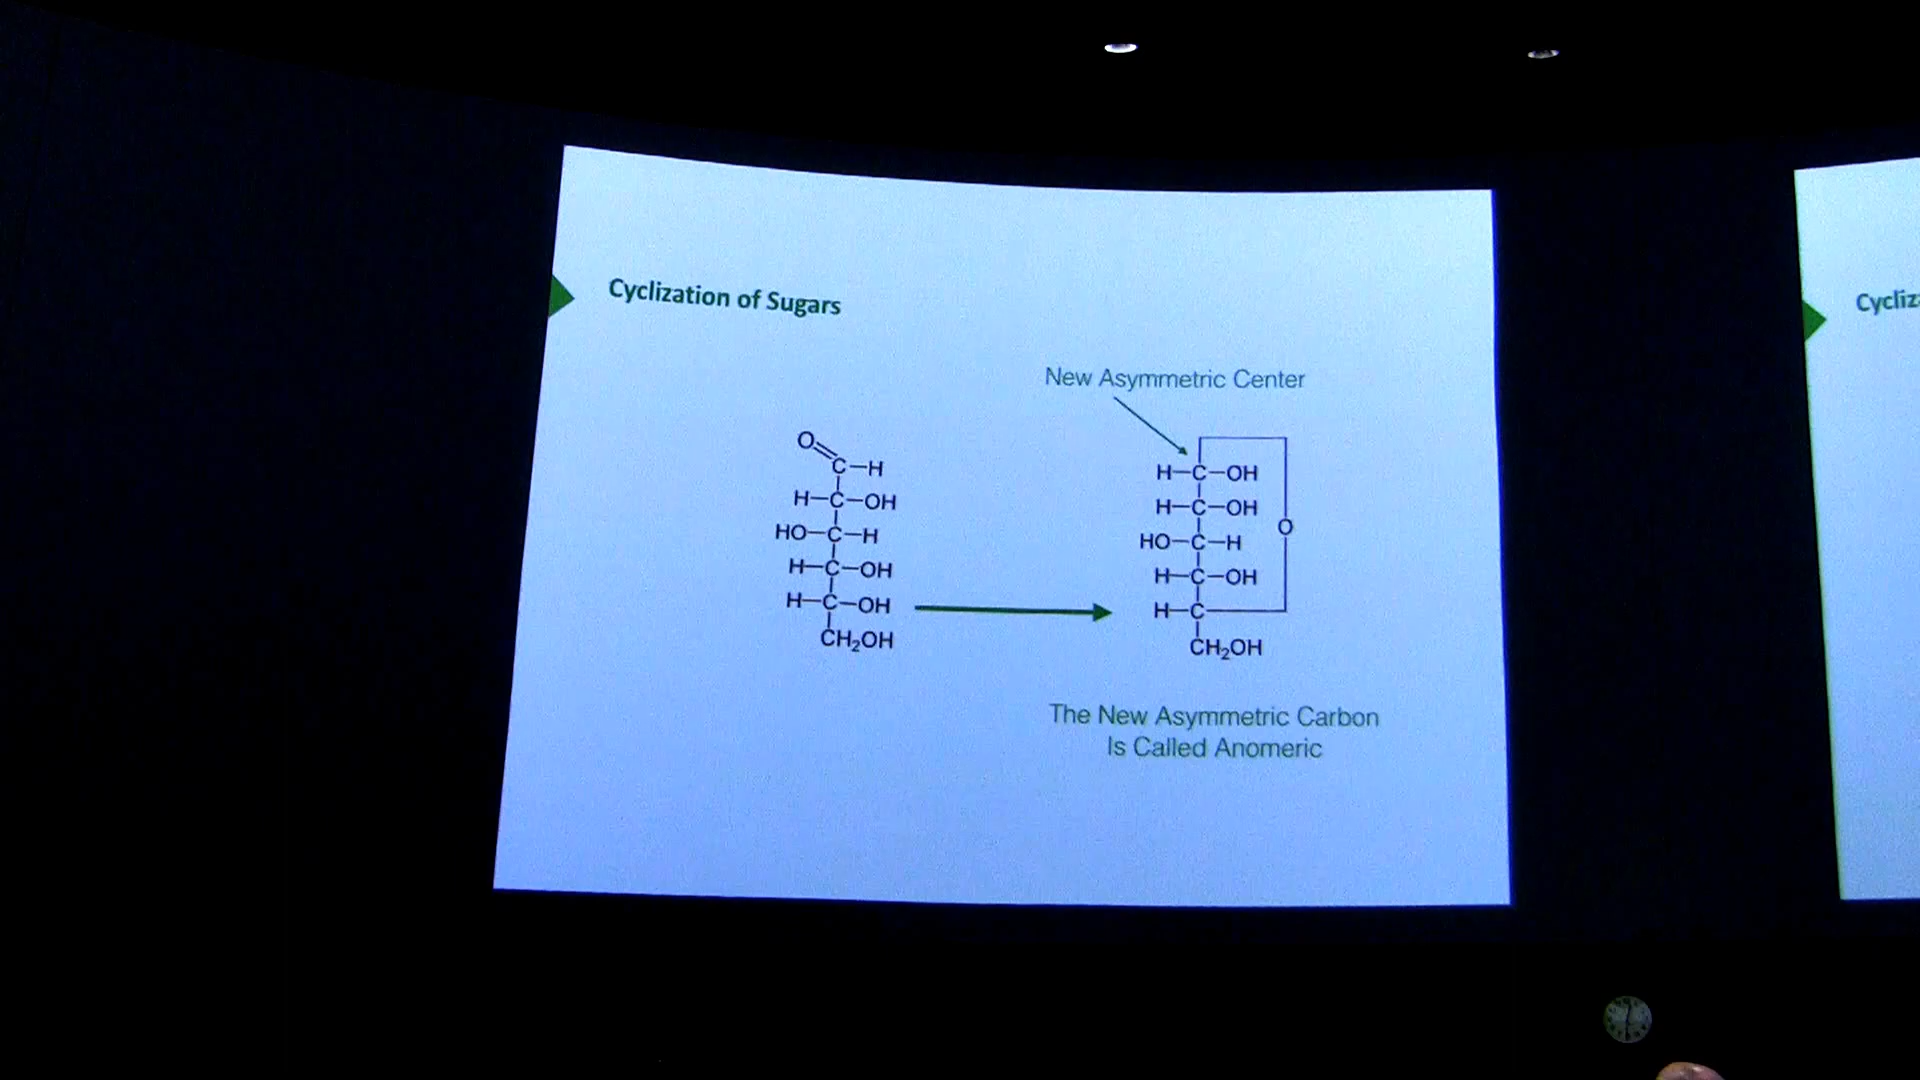 Cyclization of Sugars
New Asymmetric Center
O
C–H
H–C–OH
HO–C–H
H–C–OH
H–C–OH
CH₂OH
H–C–OH
H–C–OH
HO–C–H
O
H–C–OH
H–C
CH₂OH
The New Asymmetric Carbon
Is Called Anomeric
Cycliz